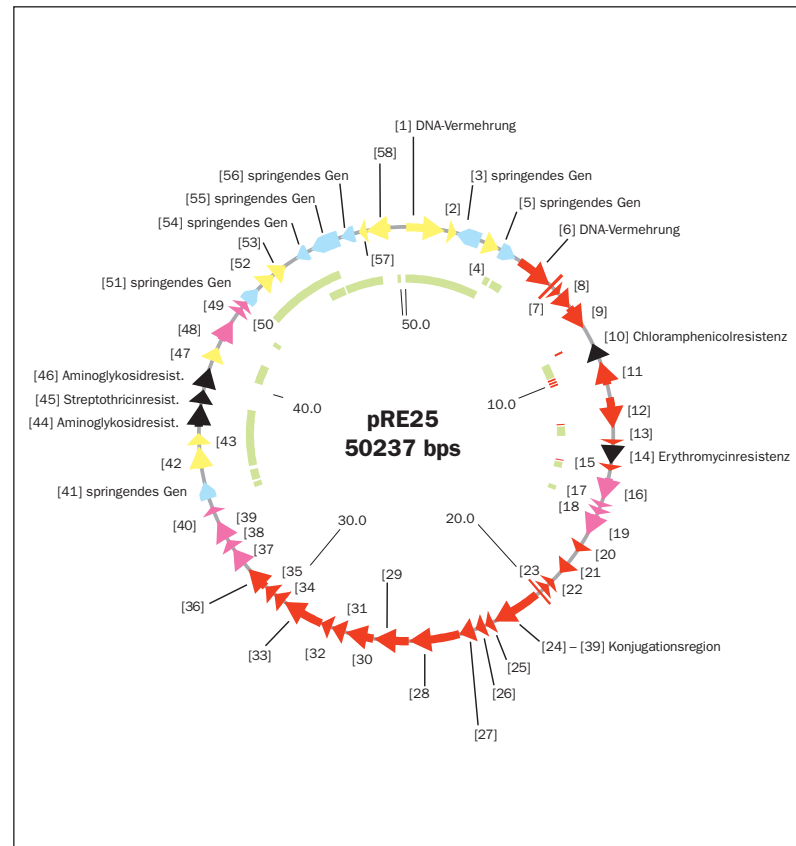 [1] DNA-Vermehrung
[58]
[2]
[3] springendes Gen
[56] springendes Gen
[55] springendes Gen
[5] springendes Gen
[54] springendes Gen
[6] DNA-Vermehrung
[53]
[52]
[57]
[4]
[51] springendes Gen
[8]
[7]
[9]
[49]
[50]
50.0
[48]
[10] Chloramphenicolresistenz
[47]
[11]
[46] Aminoglykosidresist.
[45] Streptothricinresist.
[44] Aminoglykosidresist.
40.0
10.0
pRE25
50237 bps
[12]
[13]
[43]
[42]
[14] Erythromycinresistenz
[15]
[41] springendes Gen
[17]
[16]
[18]
[40]
[39]
[38]
[37]
30.0
20.0
[19]
[20]
[21]
[22]
[23]
[36]
[35]
[34]
[29]
[31]
[33]
[32]
[30]
[28]
[24] – [39] Konjugationsregion
[25]
[26]
[27]